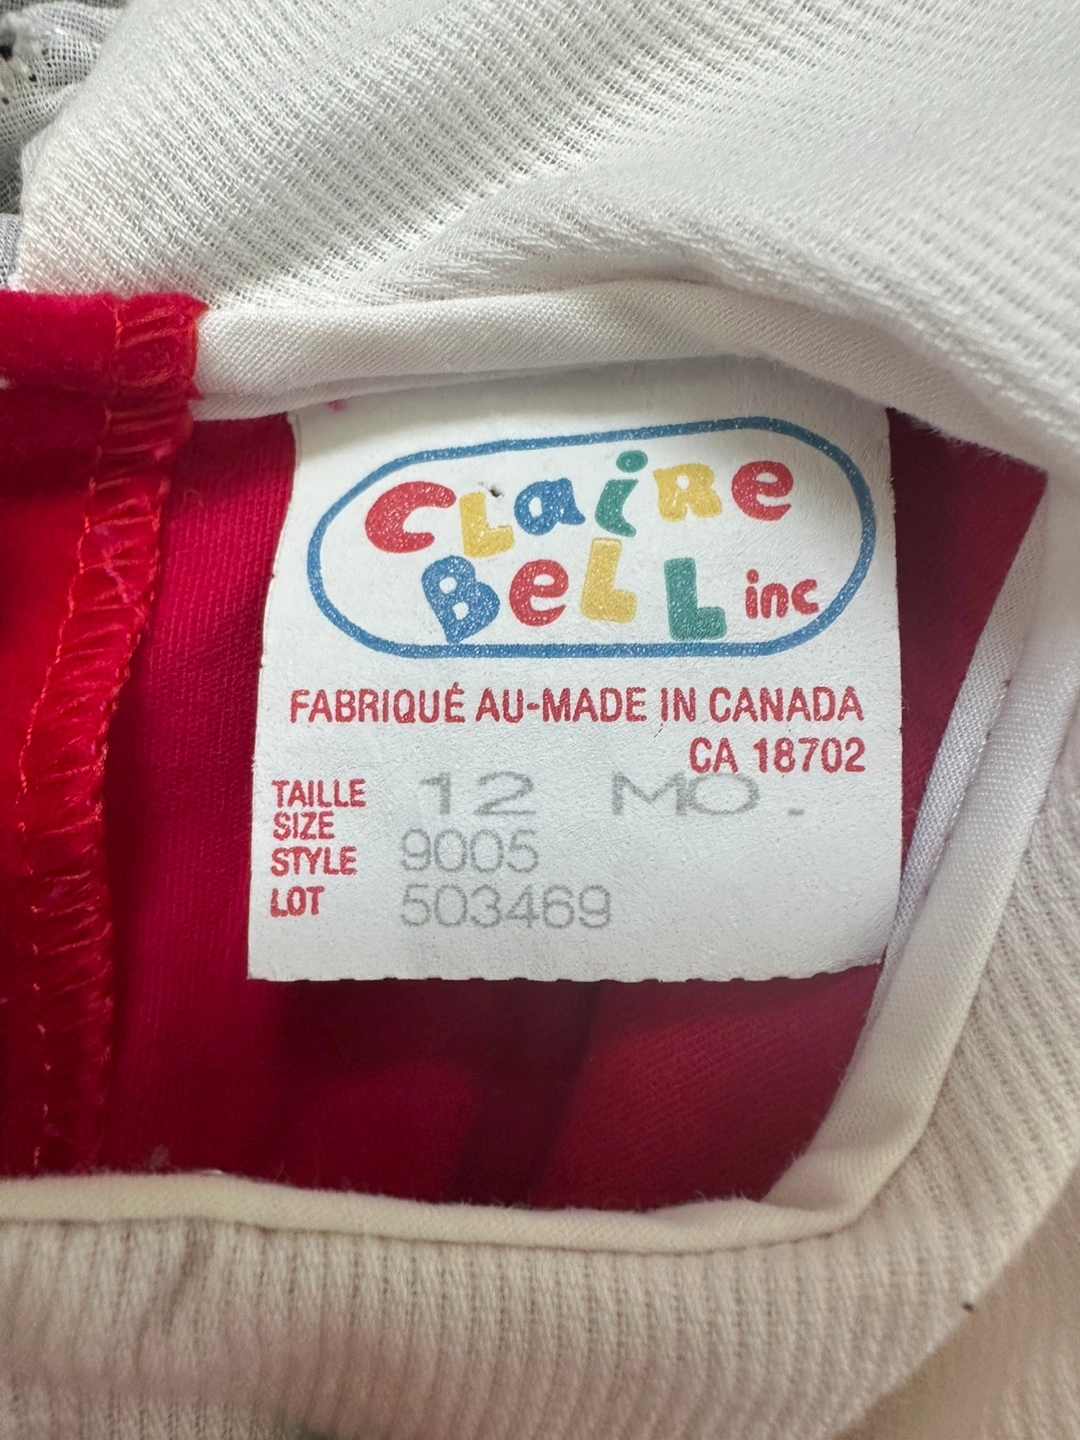 CLaiRe
BeLL inc
FABRIQUÉ AU-MADE IN CANADA
CA 18702
TAILLE
SIZE 12 MO.
STYLE 9005
LOT 503469